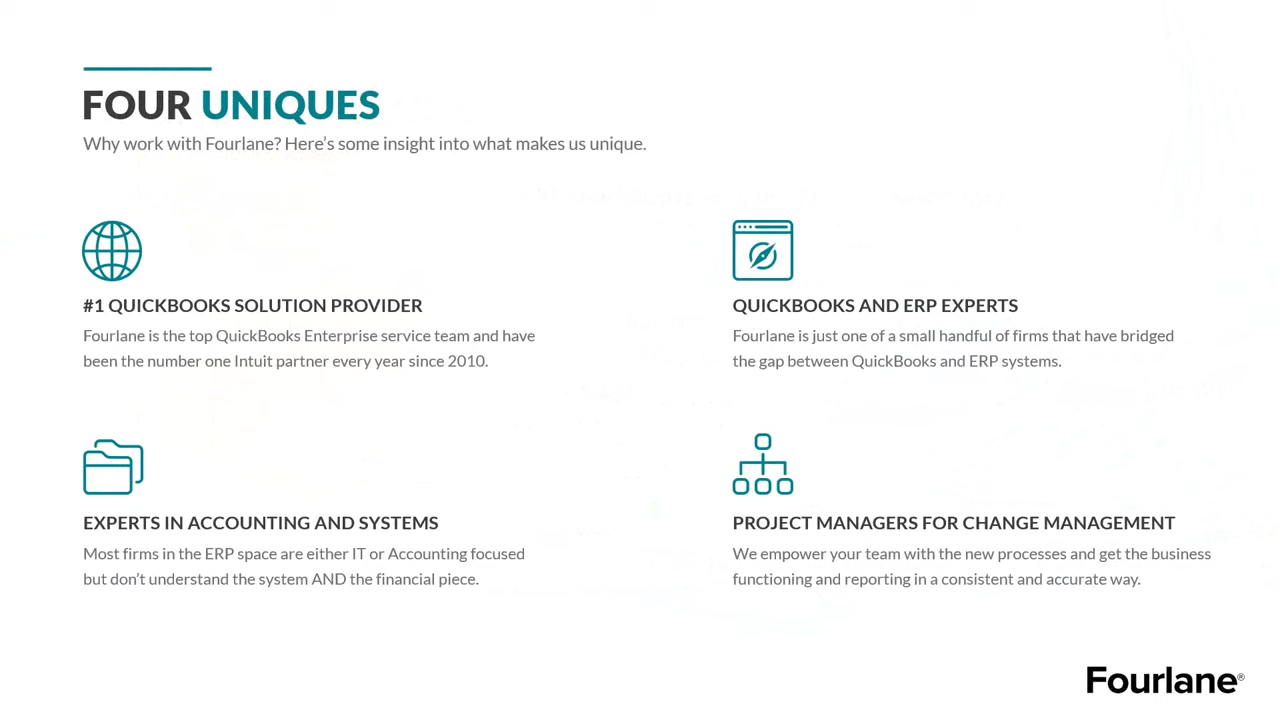 FOUR UNIQUES
Why work with Fourlane? Here's some insight into what makes us unique.
#1 QUICKBOOKS SOLUTION PROVIDER
Fourlane is the top QuickBooks Enterprise service team and have
been the number one Intuit partner every year since 2010.
QUICKBOOKS AND ERP EXPERTS
Fourlane is just one of a small handful of firms that have bridged
the gap between QuickBooks and ERP systems.
EXPERTS IN ACCOUNTING AND SYSTEMS
Most firms in the ERP space are either IT or Accounting focused
but don't understand the system AND the financial piece.
PROJECT MANAGERS FOR CHANGE MANAGEMENT
We empower your team with the new processes and get the business
functioning and reporting in a consistent and accurate way.
Fourlane®